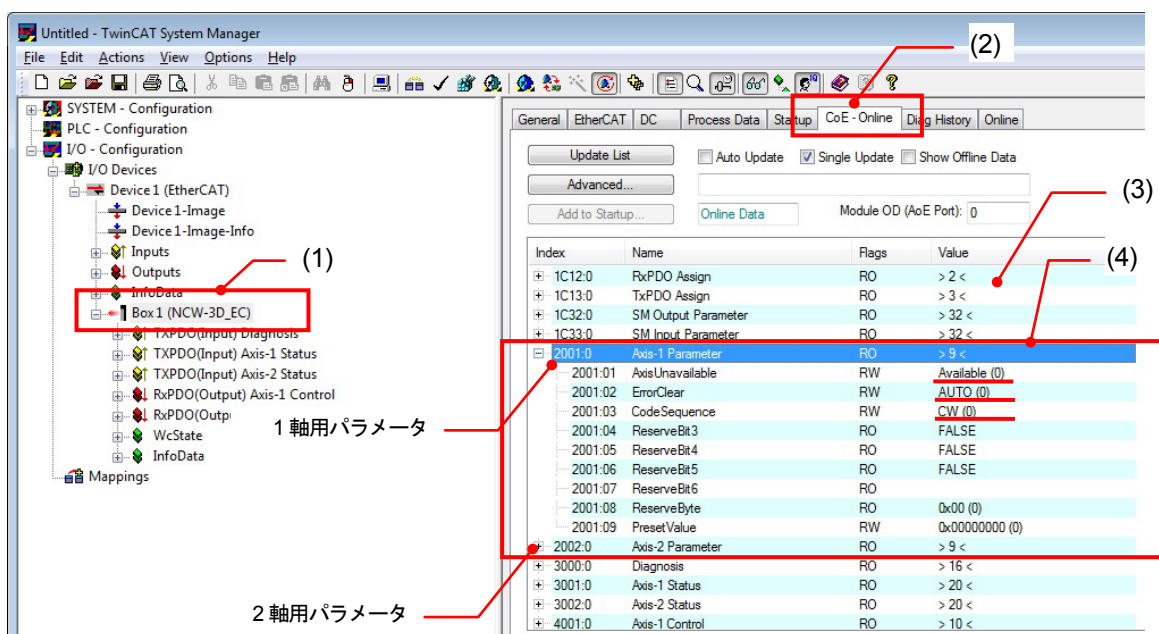 Untitled - TwinCAT System Manager
File Edit Actions View Options Help
(2)
SYSTEM - Configuration
PLC - Configuration
I/O - Configuration
I/O Devices
Device 1 (EtherCAT)
Device 1-Image
Device 1-Image-Info
Inputs
Outputs
InfoData
(1)
Box 1 (NCW-3D_EC)
TXPDO(Input) Diagnosis
TXPDO(Input) Axis-1 Status
TXPDO(Input) Axis-2 Status
RxPDO(Output) Axis-1 Control
RxPDO(Outp
WcState
InfoData
Mappings
1軸用パラメータ
2軸用パラメータ
General EtherCAT DC Process Data Startup CoE - Online Diag History Online
Update List Auto Update Single Update Show Offline Data
Advanced...
(3)
Add to Startup... Online Data Module OD (AoE Port): 0
(4)
Index Name Flags Value
1C12:0 RxPDO Assign RO > 2 <
1C13:0 TxPDO Assign RO > 3 <
1C32:0 SM Output Parameter RO > 32 <
1C33:0 SM Input Parameter RO > 32 <
2001:0 Axis-1 Parameter RO > 9 <
2001:01 AxisUnavailable RW Available (0)
2001:02 ErrorClear RW AUTO (0)
2001:03 CodeSequence RW CW (0)
2001:04 ReserveBit3 RO FALSE
2001:05 ReserveBit4 RO FALSE
2001:06 ReserveBit5 RO FALSE
2001:07 ReserveBit6 RO
2001:08 ReserveByte RO 0x00 (0)
2001:09 PresetValue RW 0x00000000 (0)
2002:0 Axis-2 Parameter RO > 9 <
3000:0 Diagnosis RO > 16 <
3001:0 Axis-1 Status RO > 20 <
3002:0 Axis-2 Status RO > 20 <
4001:0 Axis-1 Control RO > 10 <